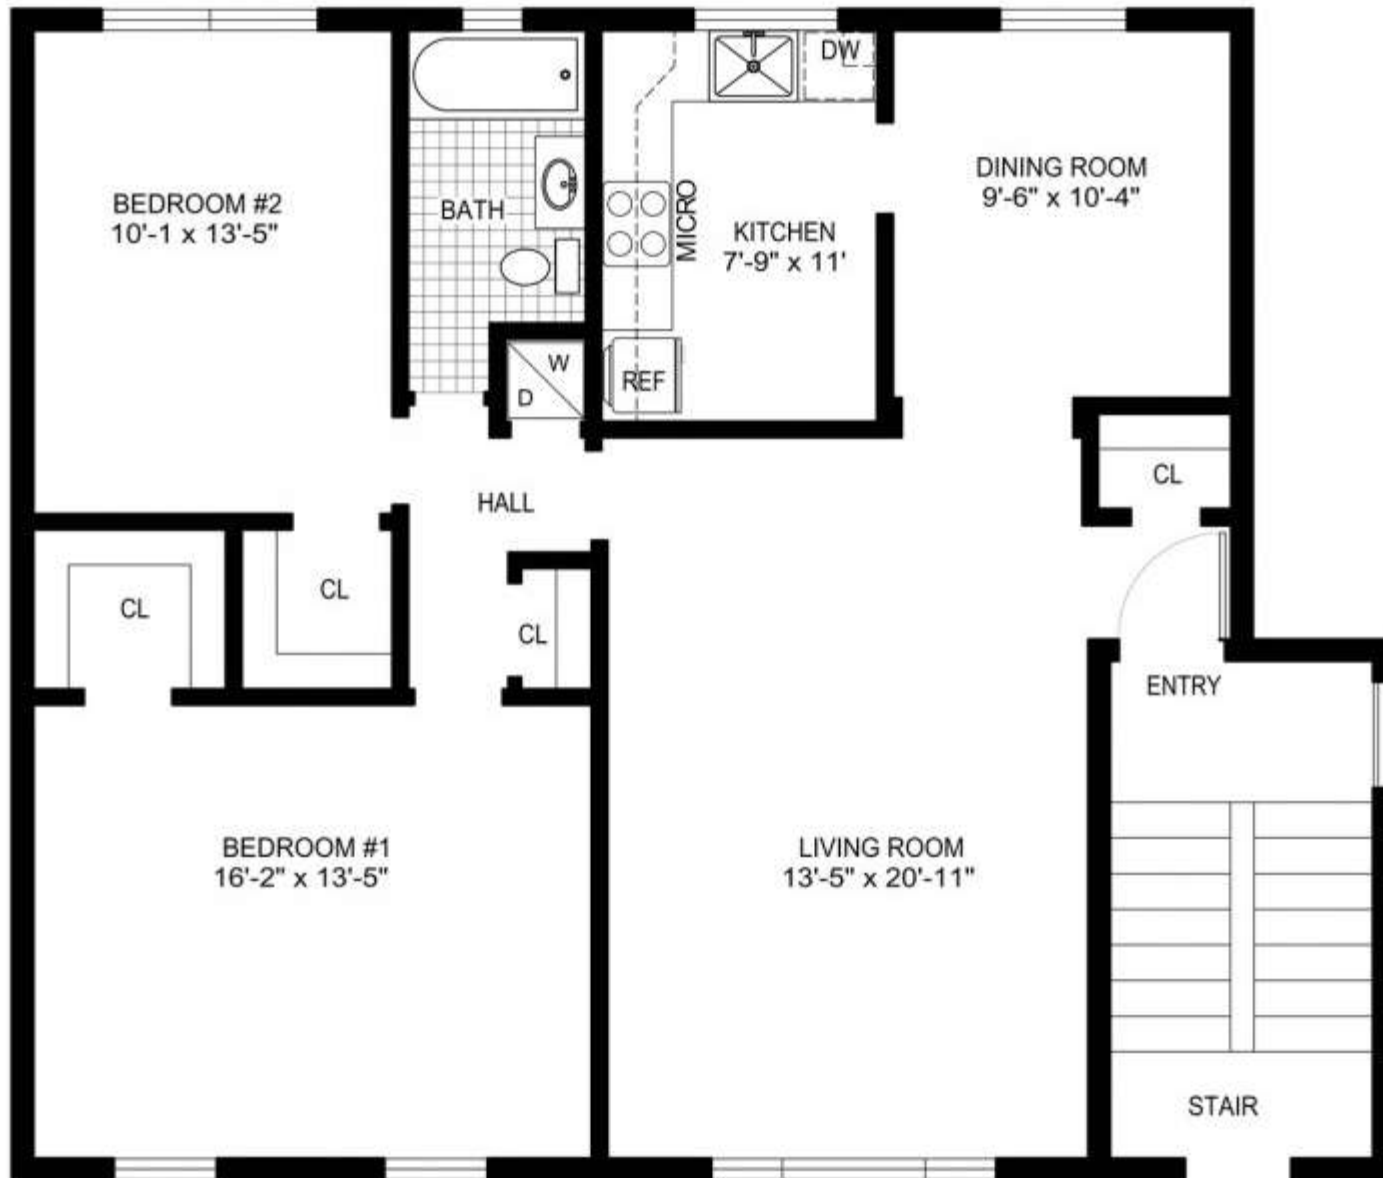 DW
DINING ROOM
9'-6" x 10'-4"
BEDROOM #2
10'-1 x 13'-5"
BATH
MICRO
KITCHEN
7'-9" x 11'
W
D
REF
CL
HALL
CL
CL
CL
ENTRY
BEDROOM #1
16'-2" x 13'-5"
LIVING ROOM
13'-5" x 20'-11"
STAIR